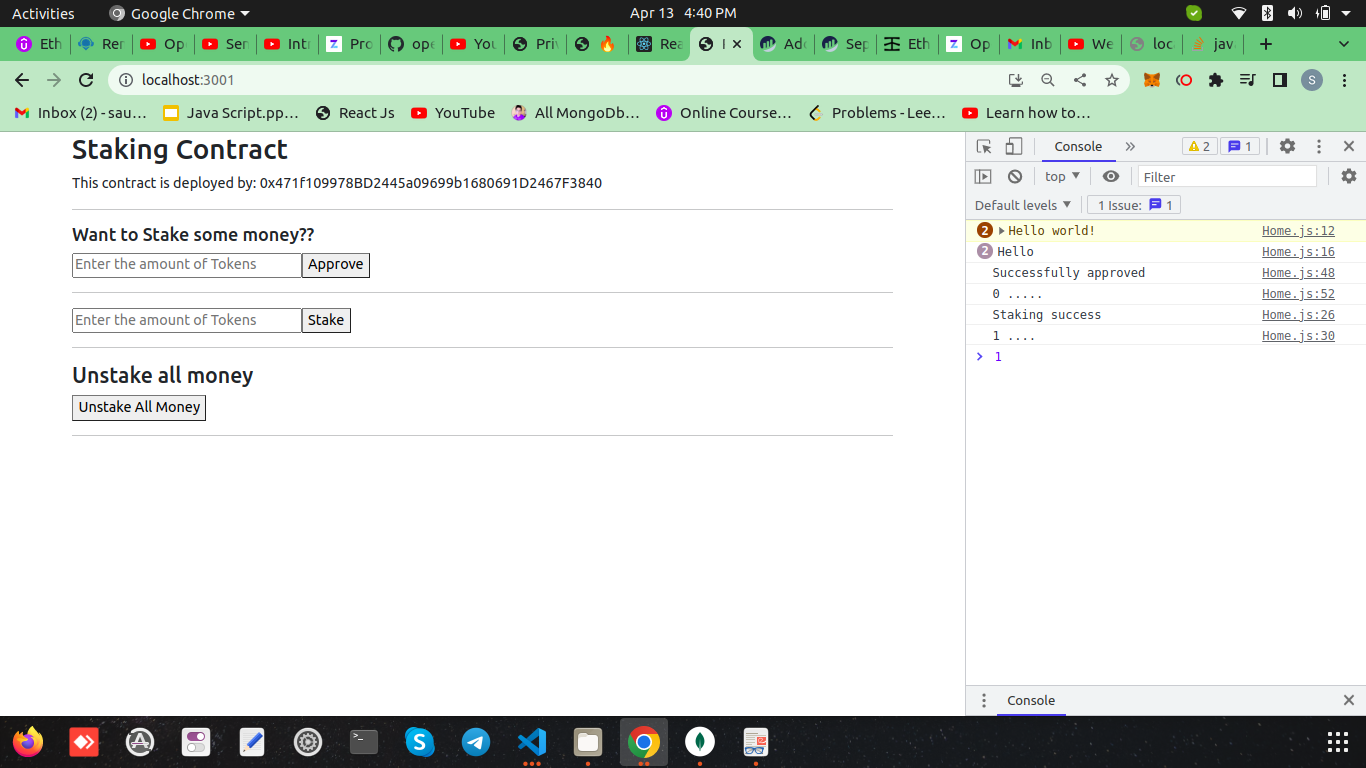 Activities
Google Chrome
Apr 13 4:40 PM
Eth
Rer
Ope
Ser
Intr
Pro
ope
You
Priv
Rea
Adc
Sep
Eth
Op
Inb
We
loca
java
localhost:3001
S
Inbox (2) - sau…
Java Script.pp…
React Js
YouTube
All MongoDb…
Online Course…
Problems - Lee…
Learn how to…
Staking Contract
This contract is deployed by: 0x471f109978BD2445a09699b1680691D2467F3840
Want to Stake some money??
Enter the amount of Tokens
Approve
Enter the amount of Tokens
Stake
Unstake all money
Unstake All Money
Console
2
1
top
Filter
Default levels
1 Issue: 1
2 Hello world! Home.js:12
2 Hello Home.js:16
Successfully approved Home.js:48
0 ..... Home.js:52
Staking success Home.js:26
1 .... Home.js:30
> 1
Console